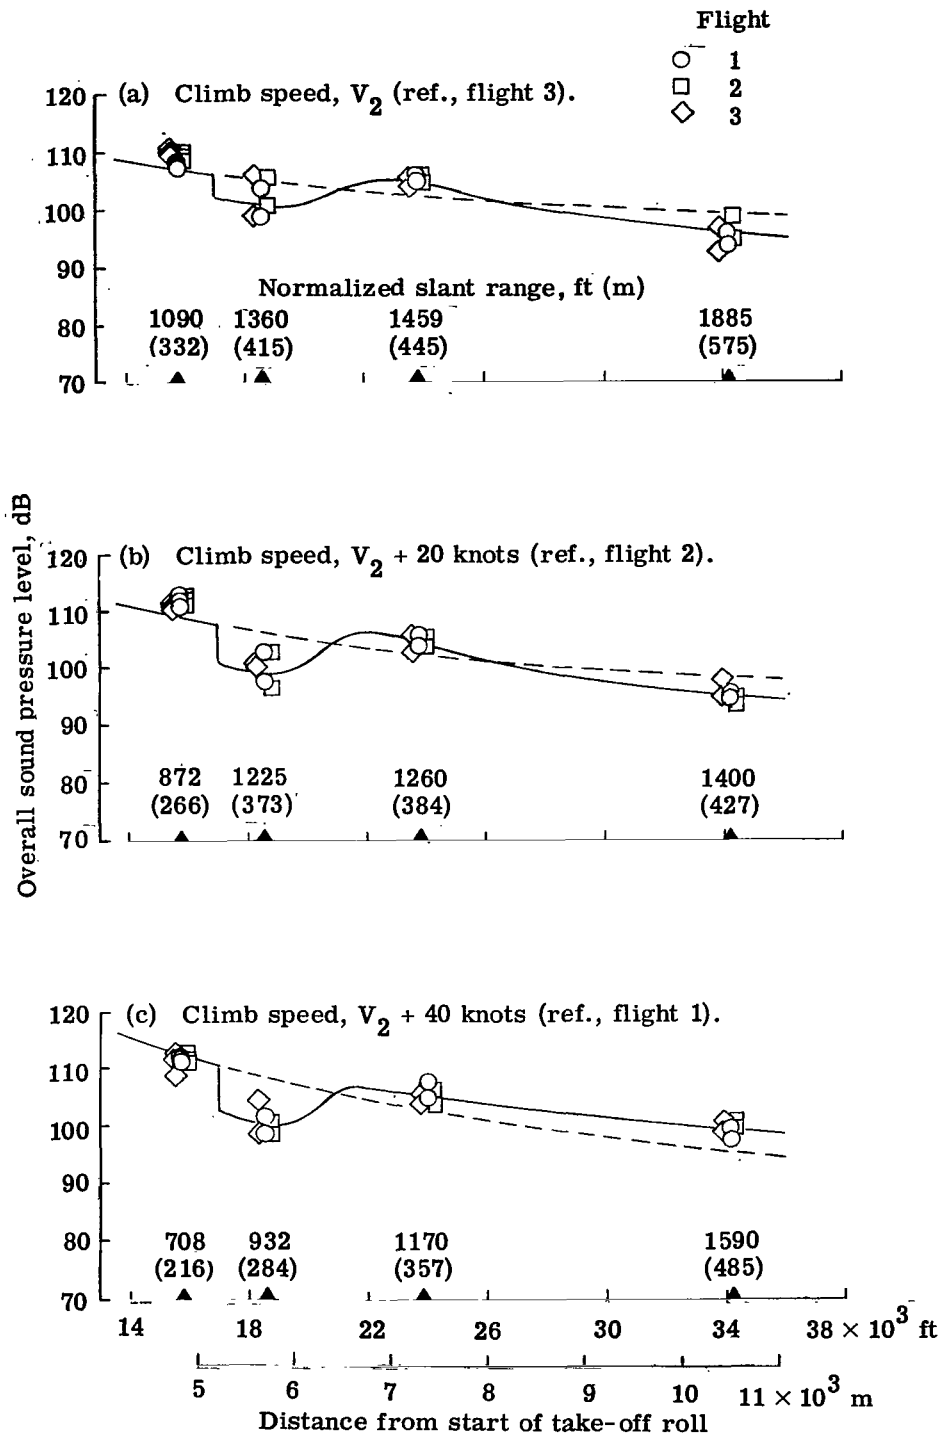 Flight
1
2
3
120 (a) Climb speed, V2 (ref., flight 3).
110
100
90
Normalized slant range, ft (m)
80
1090 1360 1459 1885
(332) (415) (445) (575)
70
Overall sound pressure level, dB
120 (b) Climb speed, V2 + 20 knots (ref., flight 2).
110
100
90
80
872 1225 1260 1400
(266) (373) (384) (427)
70
120 (c) Climb speed, V2 + 40 knots (ref., flight 1).
110
100
90
80
708 932 1170 1590
(216) (284) (357) (485)
70
14 18 22 26 30 34 38 × 10³ ft
5 6 7 8 9 10 11 × 10³ m
Distance from start of take-off roll